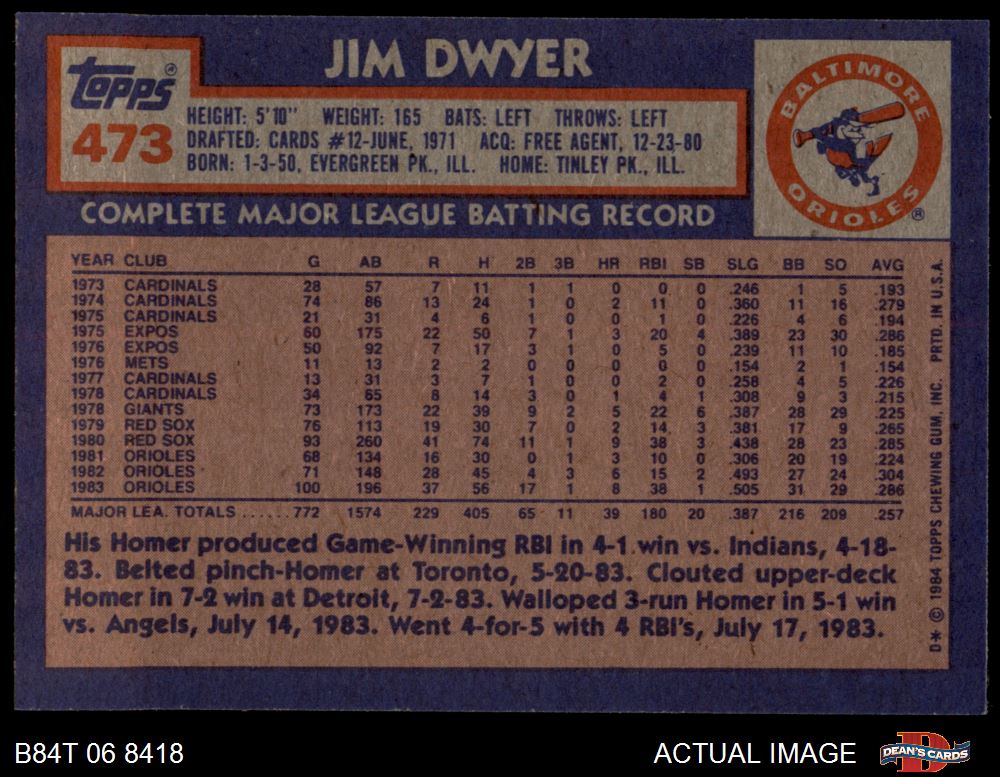 JIM DWYER
Topps®
473
HEIGHT: 5'10" WEIGHT: 165 BATS: LEFT THROWS: LEFT
DRAFTED: CARDS #12-JUNE, 1971 ACQ: FREE AGENT, 12-23-80
BORN: 1-3-50, EVERGREEN PK., ILL. HOME: TINLEY PK., ILL.
BALTIMORE
ORIOLES ®
COMPLETE MAJOR LEAGUE BATTING RECORD
YEAR CLUB G AB R H 2B 3B HR RBI SB SLG BB SO AVG
1973 CARDINALS 28 57 7 11 1 1 0 0 0 .246 1 5 .193
1974 CARDINALS 74 86 13 24 1 0 2 11 0 .360 11 16 .279
1975 CARDINALS 21 31 4 6 1 0 0 1 0 .226 4 6 .194
1975 EXPOS 60 175 22 50 7 1 3 20 4 .389 23 30 .286
1976 EXPOS 50 92 7 17 3 1 0 5 0 .239 11 10 .185
1976 METS 11 13 2 2 0 0 0 0 0 .154 2 1 .154
1977 CARDINALS 13 31 3 7 1 0 0 2 0 .258 4 5 .226
1978 CARDINALS 34 65 8 14 3 0 1 4 1 .308 9 3 .215
1978 GIANTS 73 173 22 39 9 2 5 22 6 .387 28 29 .225
1979 RED SOX 76 113 19 30 7 0 2 14 3 .381 17 9 .265
1980 RED SOX 93 260 41 74 11 1 9 38 3 .438 28 23 .285
1981 ORIOLES 68 134 16 30 0 1 3 10 0 .306 20 19 .224
1982 ORIOLES 71 148 28 45 4 3 6 15 2 .493 27 24 .304
1983 ORIOLES 100 196 37 56 17 1 8 38 1 .505 31 29 .286
MAJOR LEA. TOTALS ...... 772 1574 229 405 65 11 39 180 20 .387 216 209 .257
His Homer produced Game-Winning RBI in 4-1 win vs. Indians, 4-18-
83. Belted pinch-Homer at Toronto, 5-20-83. Clouted upper-deck
Homer in 7-2 win at Detroit, 7-2-83. Walloped 3-run Homer in 5-1 win
vs. Angels, July 14, 1983. Went 4-for-5 with 4 RBI's, July 17, 1983.
D* © 1984 TOPPS CHEWING GUM, INC. PRTD. IN U.S.A.
B84T 06 8418
ACTUAL IMAGE
DEAN'S CARDS